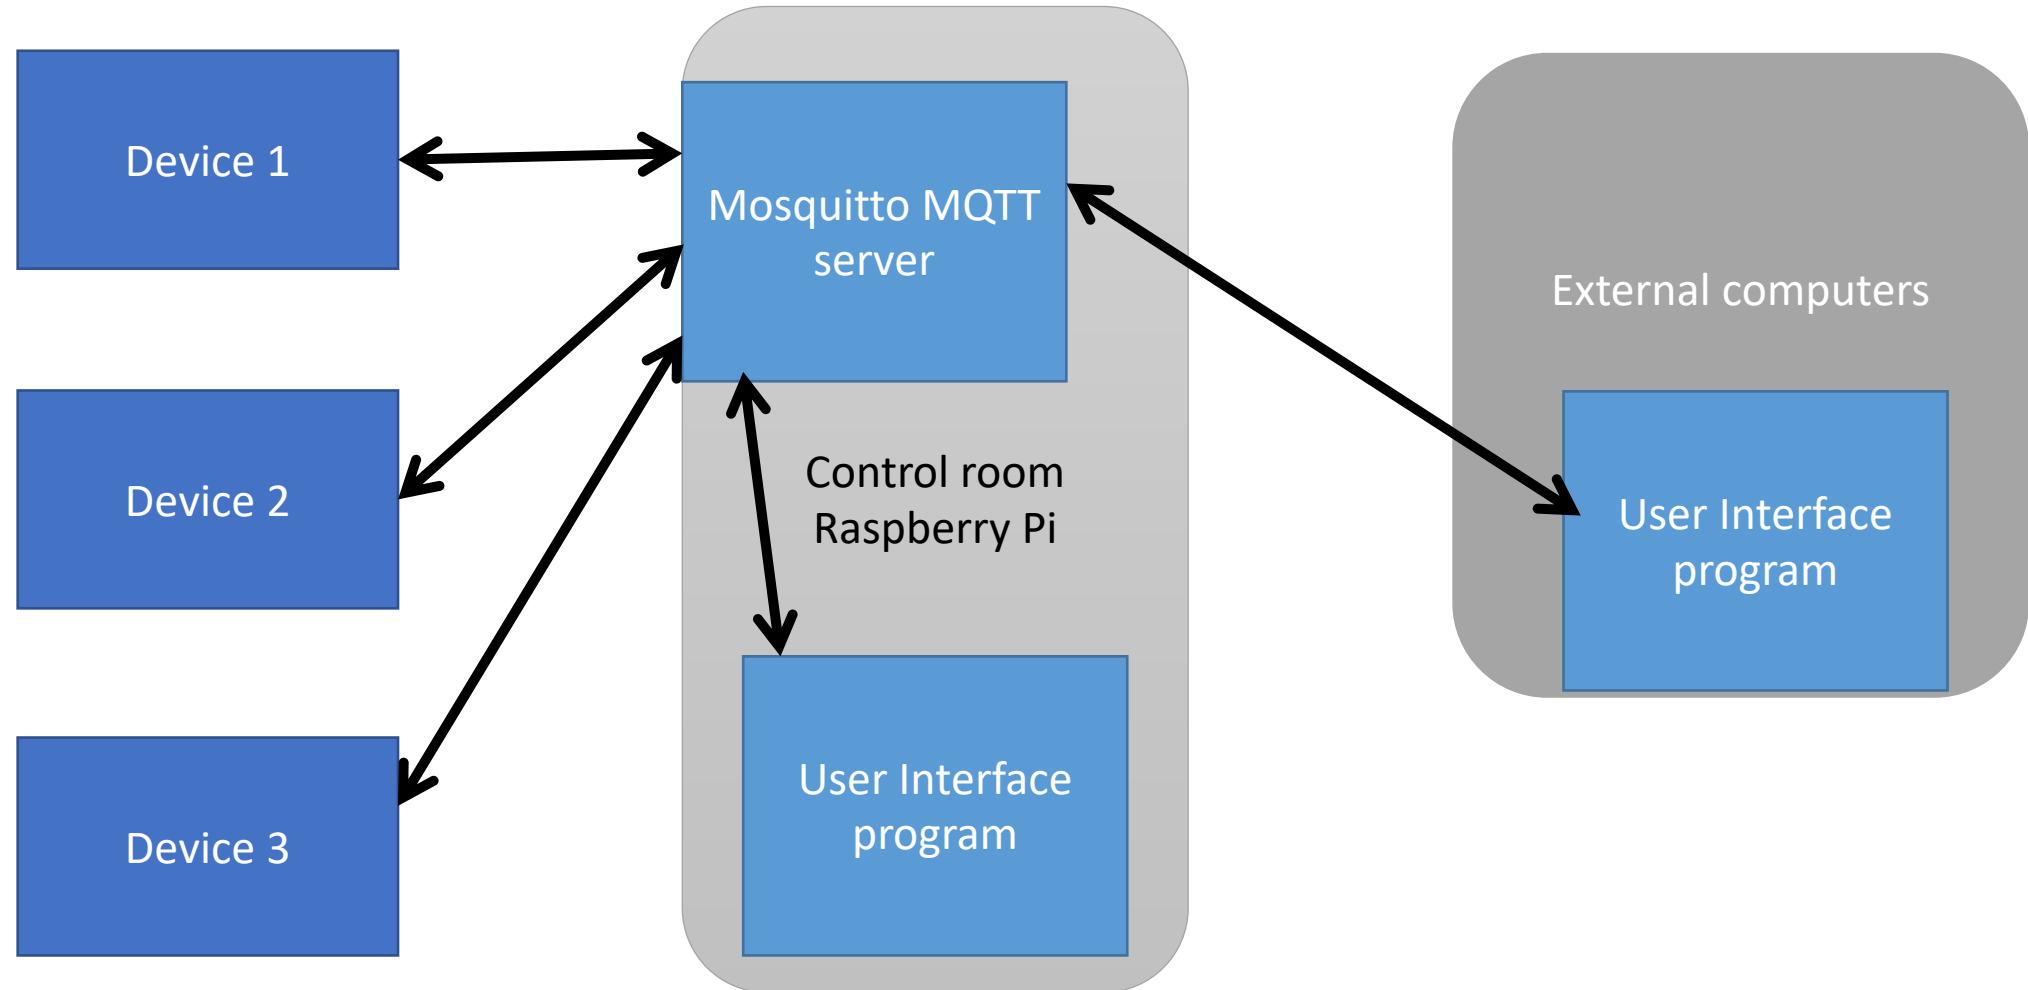 Device 1
Device 2
Device 3
Mosquitto MQTT
server
Control room
Raspberry Pi
User Interface
program
External computers
User Interface
program